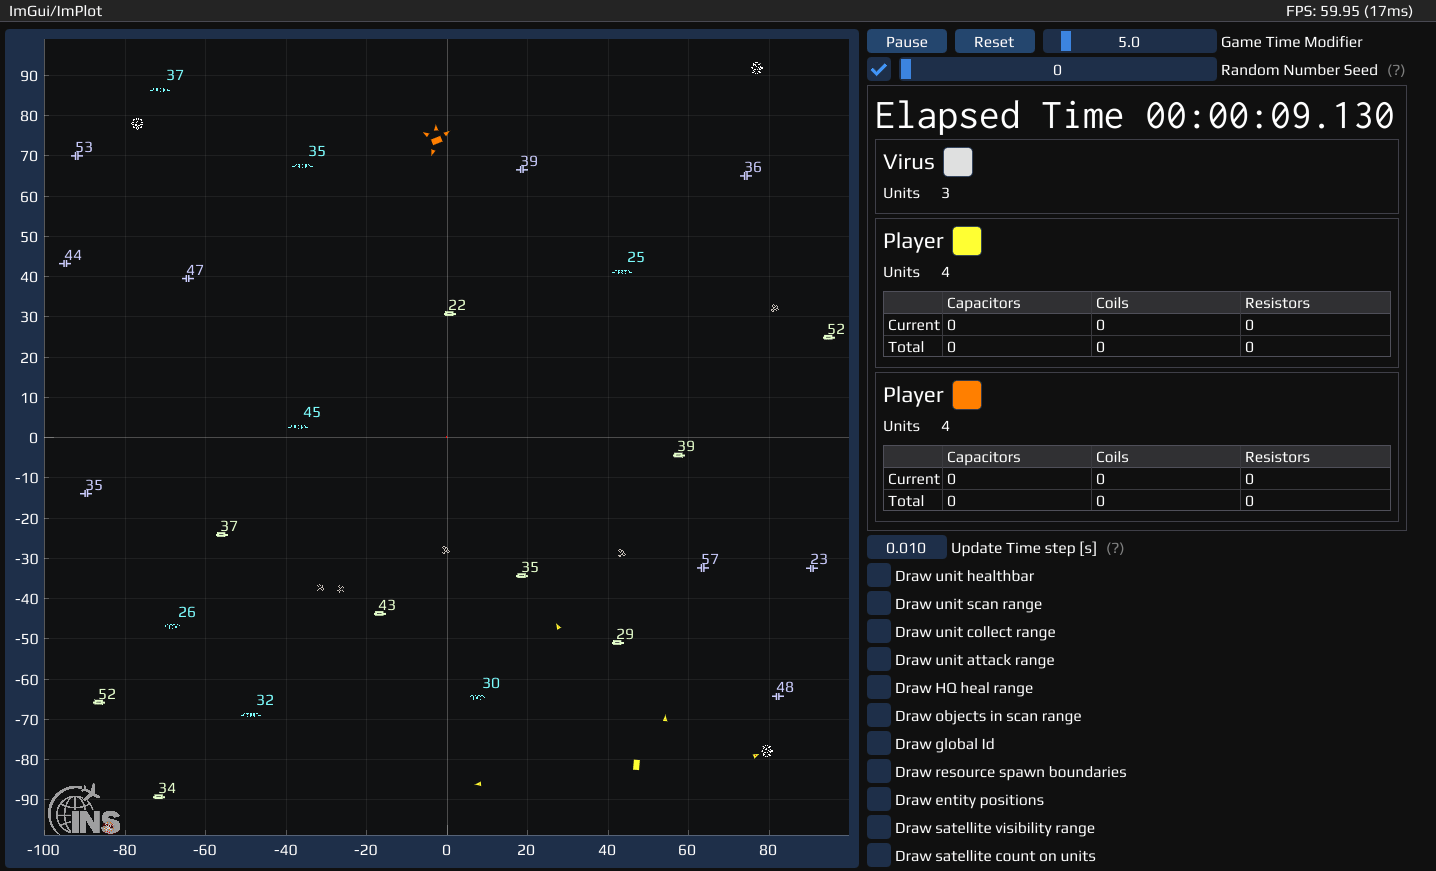 ImGui/ImPlot
FPS: 59.95 (17ms)
90
80
70
60
50
40
30
20
10
0
-10
-20
-30
-40
-50
-60
-70
-80
-90
-100 -80 -60 -40 -20 0 20 40 60 80
37
53
35
39
36
44
47
25
22
52
45
39
35
37
57
23
35
43
26
29
30
48
52
32
34
INS
Pause Reset 5.0 Game Time Modifier
0 Random Number Seed (?)
Elapsed Time 00:00:09.130
Virus
Units 3
Player
Units 4
Capacitors Coils Resistors
Current 0 0 0
Total 0 0 0
Player
Units 4
Capacitors Coils Resistors
Current 0 0 0
Total 0 0 0
0.010 Update Time step [s] (?)
Draw unit healthbar
Draw unit scan range
Draw unit collect range
Draw unit attack range
Draw HQ heal range
Draw objects in scan range
Draw global Id
Draw resource spawn boundaries
Draw entity positions
Draw satellite visibility range
Draw satellite count on units